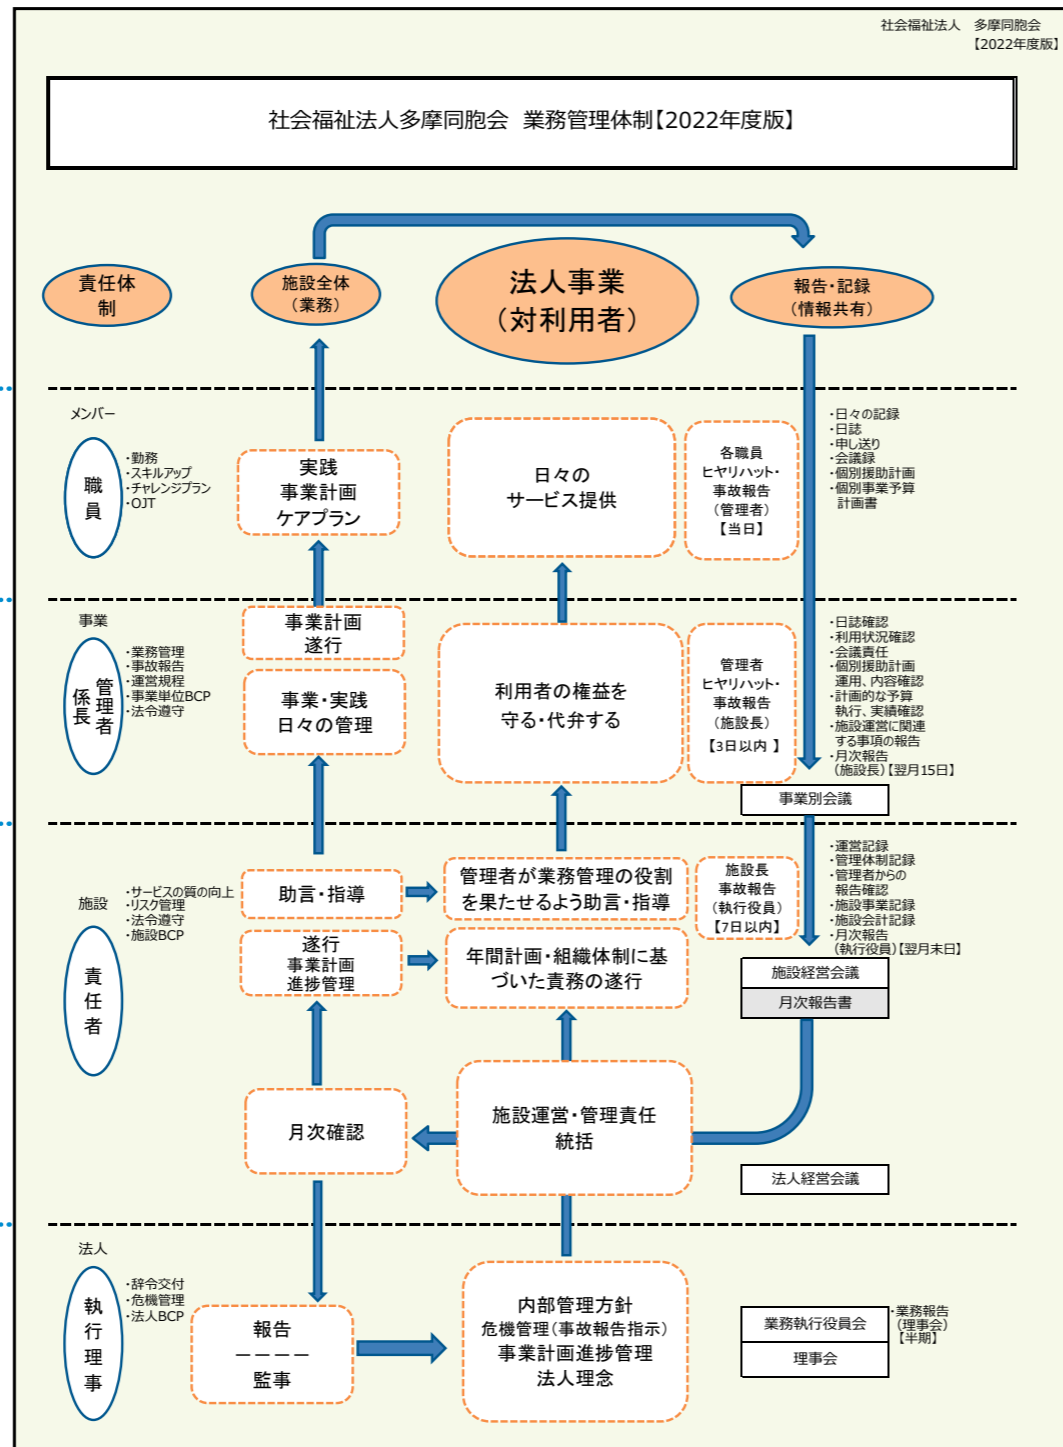 社会福祉法人 多摩同胞会
【2022年度版】
社会福祉法人多摩同胞会 業務管理体制【2022年度版】
責任体
制
施設全体
（業務）
法人事業
（対利用者）
報告・記録
（情報共有）
メンバー
職員
・勤務
・スキルアップ
・チャレンジプラン
・OJT
実践
事業計画
ケアプラン
日々の
サービス提供
各職員
ヒヤリハット・
事故報告
（管理者）
【当日】
・日々の記録
・日誌
・申し送り
・会議録
・個別援助計画
・個別事業予算
計画書
事業
管理者
係長
・業務管理
・事故報告
・運営規程
・事業単位BCP
・法令遵守
事業計画
遂行
事業・実践
日々の管理
利用者の権益を
守る・代弁する
管理者
ヒヤリハット・
事故報告
（施設長）
【3日以内 】
・日誌確認
・利用状況確認
・会議責任
・個別援助計画
運用、内容確認
・計画的な予算
執行、実績確認
・施設運営に関連
する事項の報告
・月次報告
（施設長）【翌月15日】
事業別会議
施設
責任者
・サービスの質の向上
・リスク管理
・法令遵守
・施設BCP
助言・指導
管理者が業務管理の役割
を果たせるよう助言・指導
施設長
事故報告
（執行役員）
【7日以内】
・運営記録
・管理体制記録
・管理者からの
報告確認
・施設事業記録
・施設会計記録
・月次報告
（執行役員）【翌月末日】
遂行
事業計画
進捗管理
年間計画・組織体制に基
づいた責務の遂行
施設経営会議
月次報告書
月次確認
施設運営・管理責任
統括
法人経営会議
法人
執行理事
・辞令交付
・危機管理
・法人BCP
報告
－－－－
監事
内部管理方針
危機管理（事故報告指示）
事業計画進捗管理
法人理念
業務執行役員会
理事会
・業務報告
（理事会）
【半期】